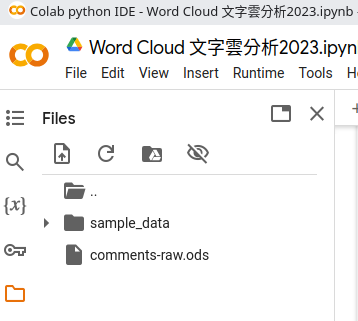 Colab python IDE - Word Cloud 文字雲分析2023.ipynb -
Word Cloud 文字雲分析2023.ipyn
File Edit View Insert Runtime Tools H
Files
{x}
..
sample_data
comments-raw.ods